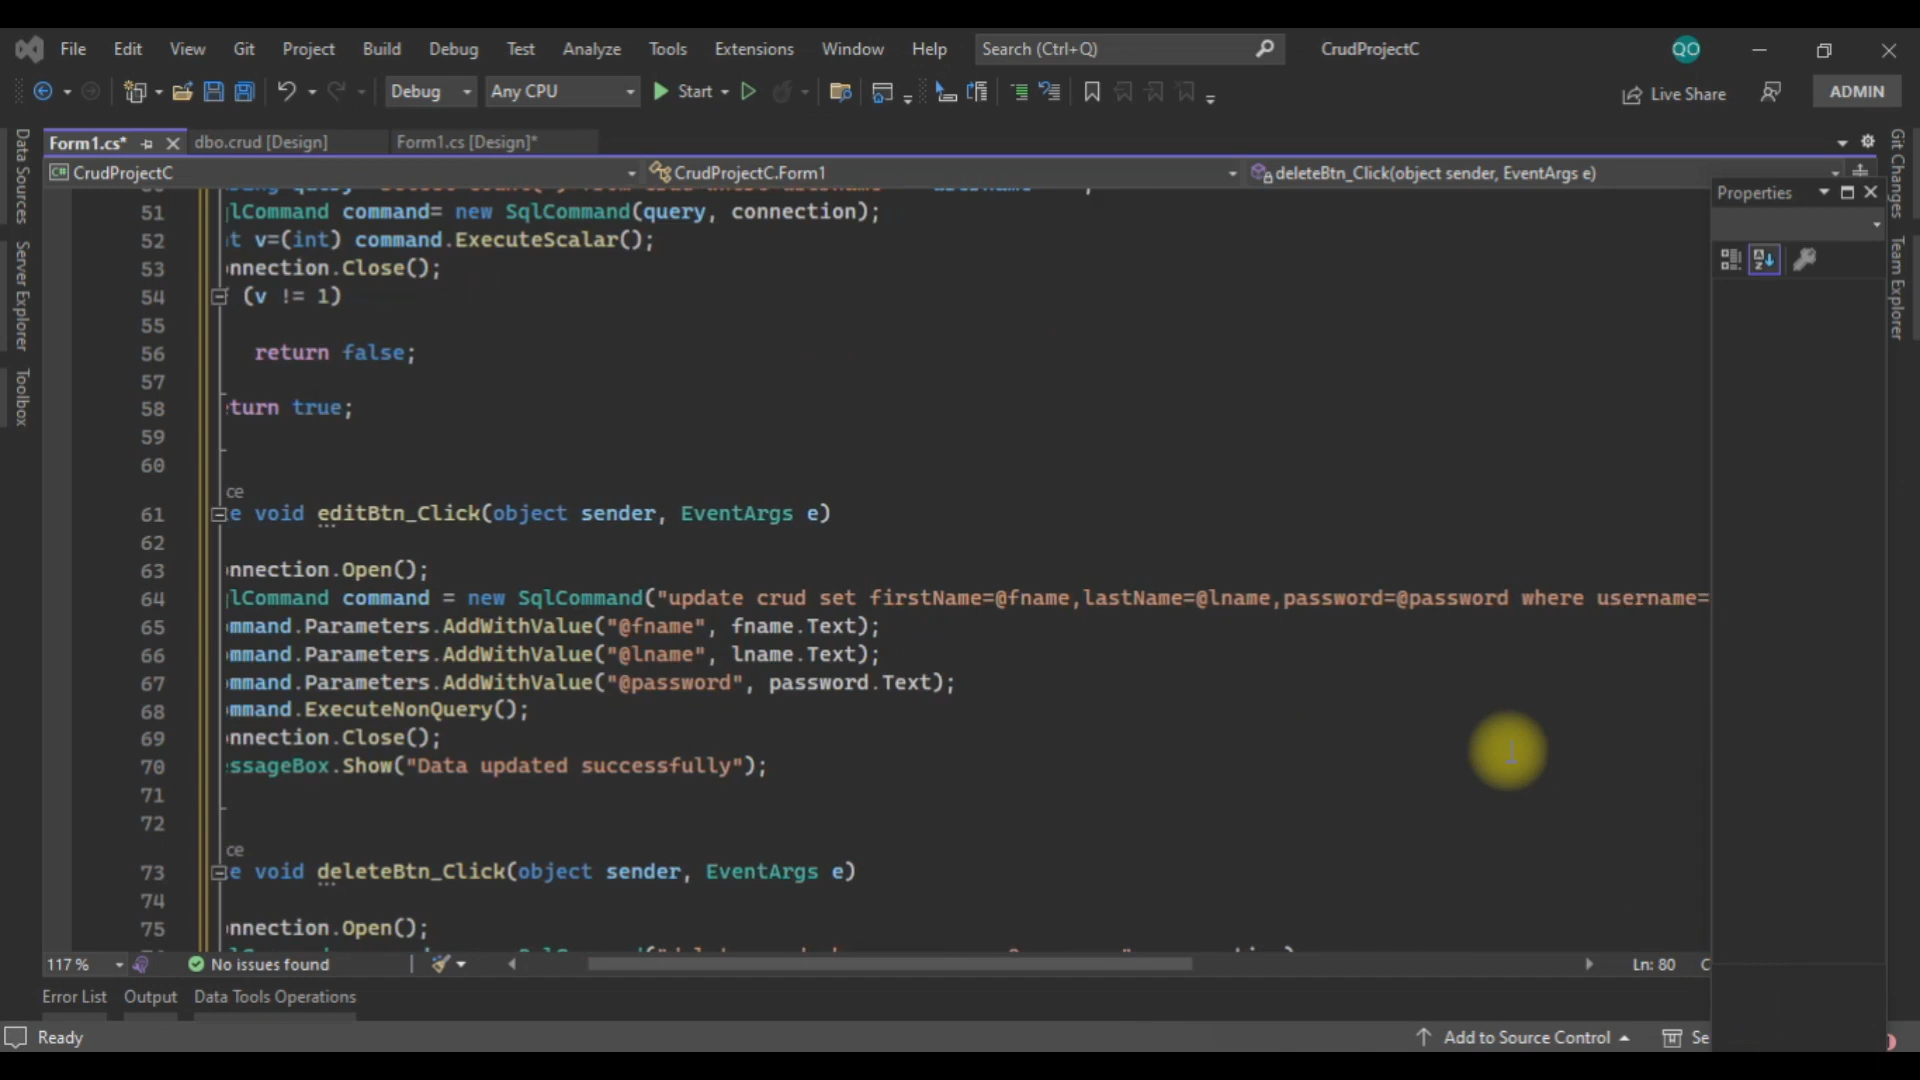 File Edit View Git Project Build Debug Test Analyze Tools Extensions Window Help Search (Ctrl+Q) CrudProjectC QO
Debug Any CPU Start Live Share ADMIN
Form1.cs* dbo.crud [Design] Form1.cs [Design]*
CrudProjectC CrudProjectC.Form1 deleteBtn_Click(object sender, EventArgs e)
Data Sources
Server Explorer
Toolbox
51 lCommand command= new SqlCommand(query, connection);
52 t v=(int) command.ExecuteScalar();
53 nnection.Close();
54 (v != 1)
55
56 return false;
57
58 turn true;
59
60
ce
61 e void editBtn_Click(object sender, EventArgs e)
62
63 nnection.Open();
64 lCommand command = new SqlCommand("update crud set firstName=@fname,lastName=@lname,password=@password where username=
65 mmand.Parameters.AddWithValue("@fname", fname.Text);
66 mmand.Parameters.AddWithValue("@lname", lname.Text);
67 mmand.Parameters.AddWithValue("@password", password.Text);
68 mmand.ExecuteNonQuery();
69 nnection.Close();
70 ssageBox.Show("Data updated successfully");
71
72
ce
73 e void deleteBtn_Click(object sender, EventArgs e)
74
75 nnection.Open();
Properties
Git Changes
Team Explorer
117 % No issues found Ln: 80 C
Error List Output Data Tools Operations
Ready Add to Source Control Se